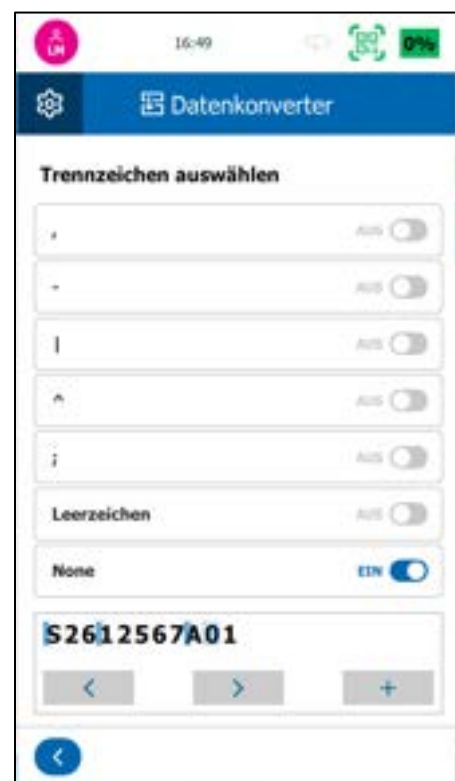 LM
16:49
0%
Datenkonverter
Trennzeichen auswählen
, AUS
- AUS
| AUS
^ AUS
; AUS
Leerzeichen AUS
None EIN
S2612567A01
< > +
<